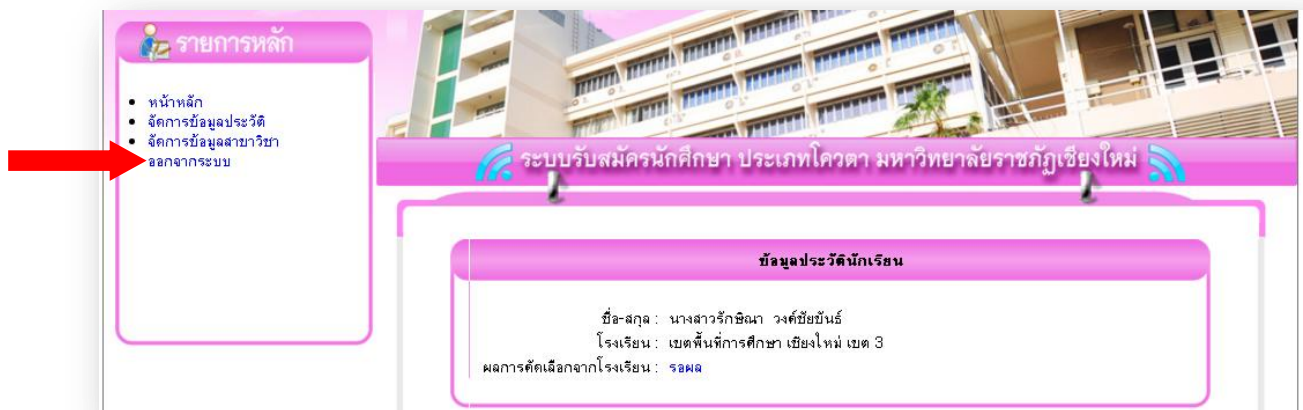 รายการหลัก
หน้าหลัก
จัดการข้อมูลประวัติ
จัดการข้อมูลสาขาวิชา
ออกจากระบบ
ระบบรับสมัครนักศึกษา ประเภทโควตา มหาวิทยาลัยราชภัฏเชียงใหม่
ข้อมูลประวัตินักเรียน
ชื่อ-สกุล : นางสาวรักษิณา วงค์ชัยขันธ์
โรงเรียน : เขตพื้นที่การศึกษา เชียงใหม่ เขต 3
ผลการคัดเลือกจากโรงเรียน : รอผล